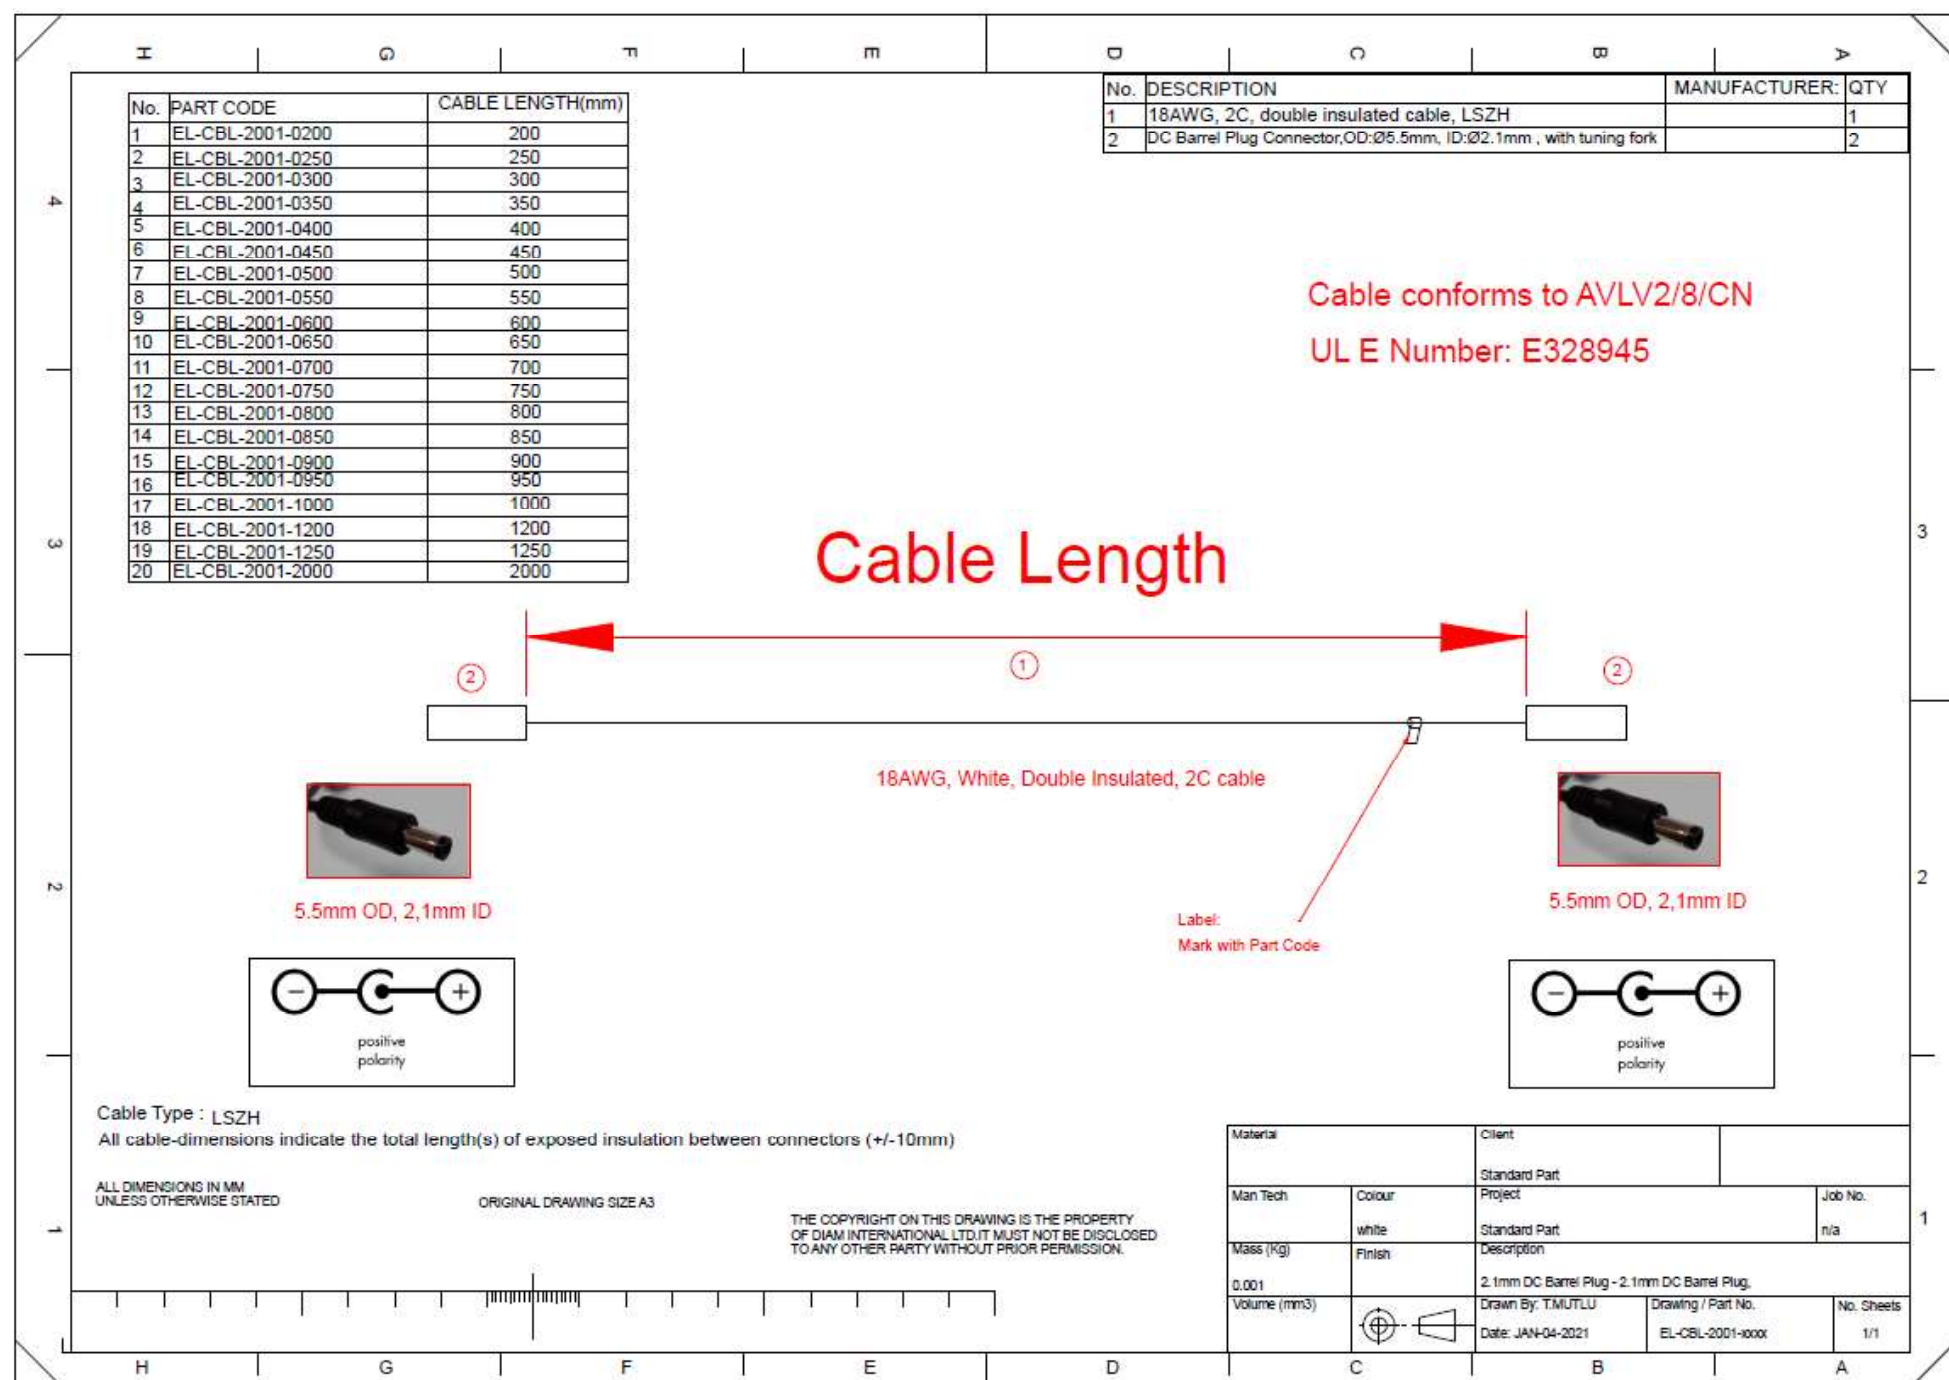 H G F E D C B A
No. PART CODE CABLE LENGTH(mm)
1 EL-CBL-2001-0200 200
2 EL-CBL-2001-0250 250
3 EL-CBL-2001-0300 300
4 EL-CBL-2001-0350 350
5 EL-CBL-2001-0400 400
6 EL-CBL-2001-0450 450
7 EL-CBL-2001-0500 500
8 EL-CBL-2001-0550 550
9 EL-CBL-2001-0600 600
10 EL-CBL-2001-0650 650
11 EL-CBL-2001-0700 700
12 EL-CBL-2001-0750 750
13 EL-CBL-2001-0800 800
14 EL-CBL-2001-0850 850
15 EL-CBL-2001-0900 900
16 EL-CBL-2001-0950 950
17 EL-CBL-2001-1000 1000
18 EL-CBL-2001-1200 1200
19 EL-CBL-2001-1250 1250
20 EL-CBL-2001-2000 2000
No. DESCRIPTION MANUFACTURER: QTY
1 18AWG, 2C, double insulated cable, LSZH 1
2 DC Barrel Plug Connector,OD:Ø5.5mm, ID:Ø2.1mm , with tuning fork 2
4
Cable conforms to AVLV2/8/CN
UL E Number: E328945
3 3
Cable Length
2 1 2
18AWG, White, Double Insulated, 2C cable
5.5mm OD, 2,1mm ID
5.5mm OD, 2,1mm ID
2 2
Label:
Mark with Part Code
− +
positive
polarity
− +
positive
polarity
Cable Type : LSZH
All cable-dimensions indicate the total length(s) of exposed insulation between connectors (+/-10mm)
ALL DIMENSIONS IN MM
UNLESS OTHERWISE STATED
ORIGINAL DRAWING SIZE A3
THE COPYRIGHT ON THIS DRAWING IS THE PROPERTY
OF DIAM INTERNATIONAL LTD.IT MUST NOT BE DISCLOSED
TO ANY OTHER PARTY WITHOUT PRIOR PERMISSION.
1 1
Material Client
Standard Part
Man Tech Colour Project Job No.
white Standard Part n/a
Mass (Kg) Finish Description
0.001 2.1mm DC Barrel Plug - 2.1mm DC Barrel Plug,
Volume (mm3) Drawn By: T.MUTLU Drawing / Part No. No. Sheets
Date: JAN-04-2021 EL-CBL-2001-xxxx 1/1
H G F E D C B A